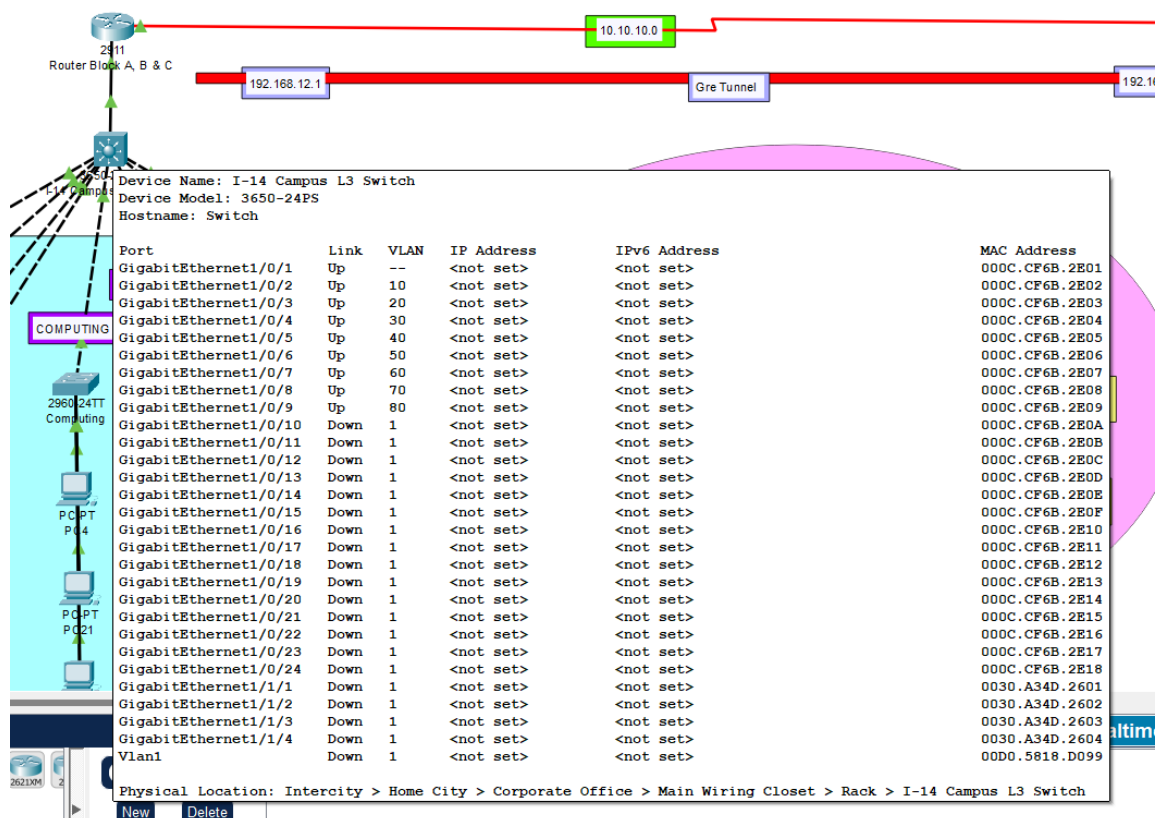 10.10.10.0
2911
Router Block A, B & C
192.168.12.1
Gre Tunnel
I-14 Campus
Device Name: I-14 Campus L3 Switch
Device Model: 3650-24PS
Hostname: Switch
Port Link VLAN IP Address IPv6 Address MAC Address
GigabitEthernet1/0/1 Up -- <not set> <not set> 000C.CF6B.2E01
GigabitEthernet1/0/2 Up 10 <not set> <not set> 000C.CF6B.2E02
GigabitEthernet1/0/3 Up 20 <not set> <not set> 000C.CF6B.2E03
GigabitEthernet1/0/4 Up 30 <not set> <not set> 000C.CF6B.2E04
GigabitEthernet1/0/5 Up 40 <not set> <not set> 000C.CF6B.2E05
GigabitEthernet1/0/6 Up 50 <not set> <not set> 000C.CF6B.2E06
GigabitEthernet1/0/7 Up 60 <not set> <not set> 000C.CF6B.2E07
GigabitEthernet1/0/8 Up 70 <not set> <not set> 000C.CF6B.2E08
GigabitEthernet1/0/9 Up 80 <not set> <not set> 000C.CF6B.2E09
GigabitEthernet1/0/10 Down 1 <not set> <not set> 000C.CF6B.2E0A
GigabitEthernet1/0/11 Down 1 <not set> <not set> 000C.CF6B.2E0B
GigabitEthernet1/0/12 Down 1 <not set> <not set> 000C.CF6B.2E0C
GigabitEthernet1/0/13 Down 1 <not set> <not set> 000C.CF6B.2E0D
GigabitEthernet1/0/14 Down 1 <not set> <not set> 000C.CF6B.2E0E
GigabitEthernet1/0/15 Down 1 <not set> <not set> 000C.CF6B.2E0F
GigabitEthernet1/0/16 Down 1 <not set> <not set> 000C.CF6B.2E10
GigabitEthernet1/0/17 Down 1 <not set> <not set> 000C.CF6B.2E11
GigabitEthernet1/0/18 Down 1 <not set> <not set> 000C.CF6B.2E12
GigabitEthernet1/0/19 Down 1 <not set> <not set> 000C.CF6B.2E13
GigabitEthernet1/0/20 Down 1 <not set> <not set> 000C.CF6B.2E14
GigabitEthernet1/0/21 Down 1 <not set> <not set> 000C.CF6B.2E15
GigabitEthernet1/0/22 Down 1 <not set> <not set> 000C.CF6B.2E16
GigabitEthernet1/0/23 Down 1 <not set> <not set> 000C.CF6B.2E17
GigabitEthernet1/0/24 Down 1 <not set> <not set> 000C.CF6B.2E18
GigabitEthernet1/1/1 Down 1 <not set> <not set> 0030.A34D.2601
GigabitEthernet1/1/2 Down 1 <not set> <not set> 0030.A34D.2602
GigabitEthernet1/1/3 Down 1 <not set> <not set> 0030.A34D.2603
GigabitEthernet1/1/4 Down 1 <not set> <not set> 0030.A34D.2604
Vlan1 Down 1 <not set> <not set> 00D0.5818.D099
Physical Location: Intercity > Home City > Corporate Office > Main Wiring Closet > Rack > I-14 Campus L3 Switch
COMPUTING
2960-24TT
Computing
PC-PT
PC4
PC-PT
PC21
2621XM
New Delete